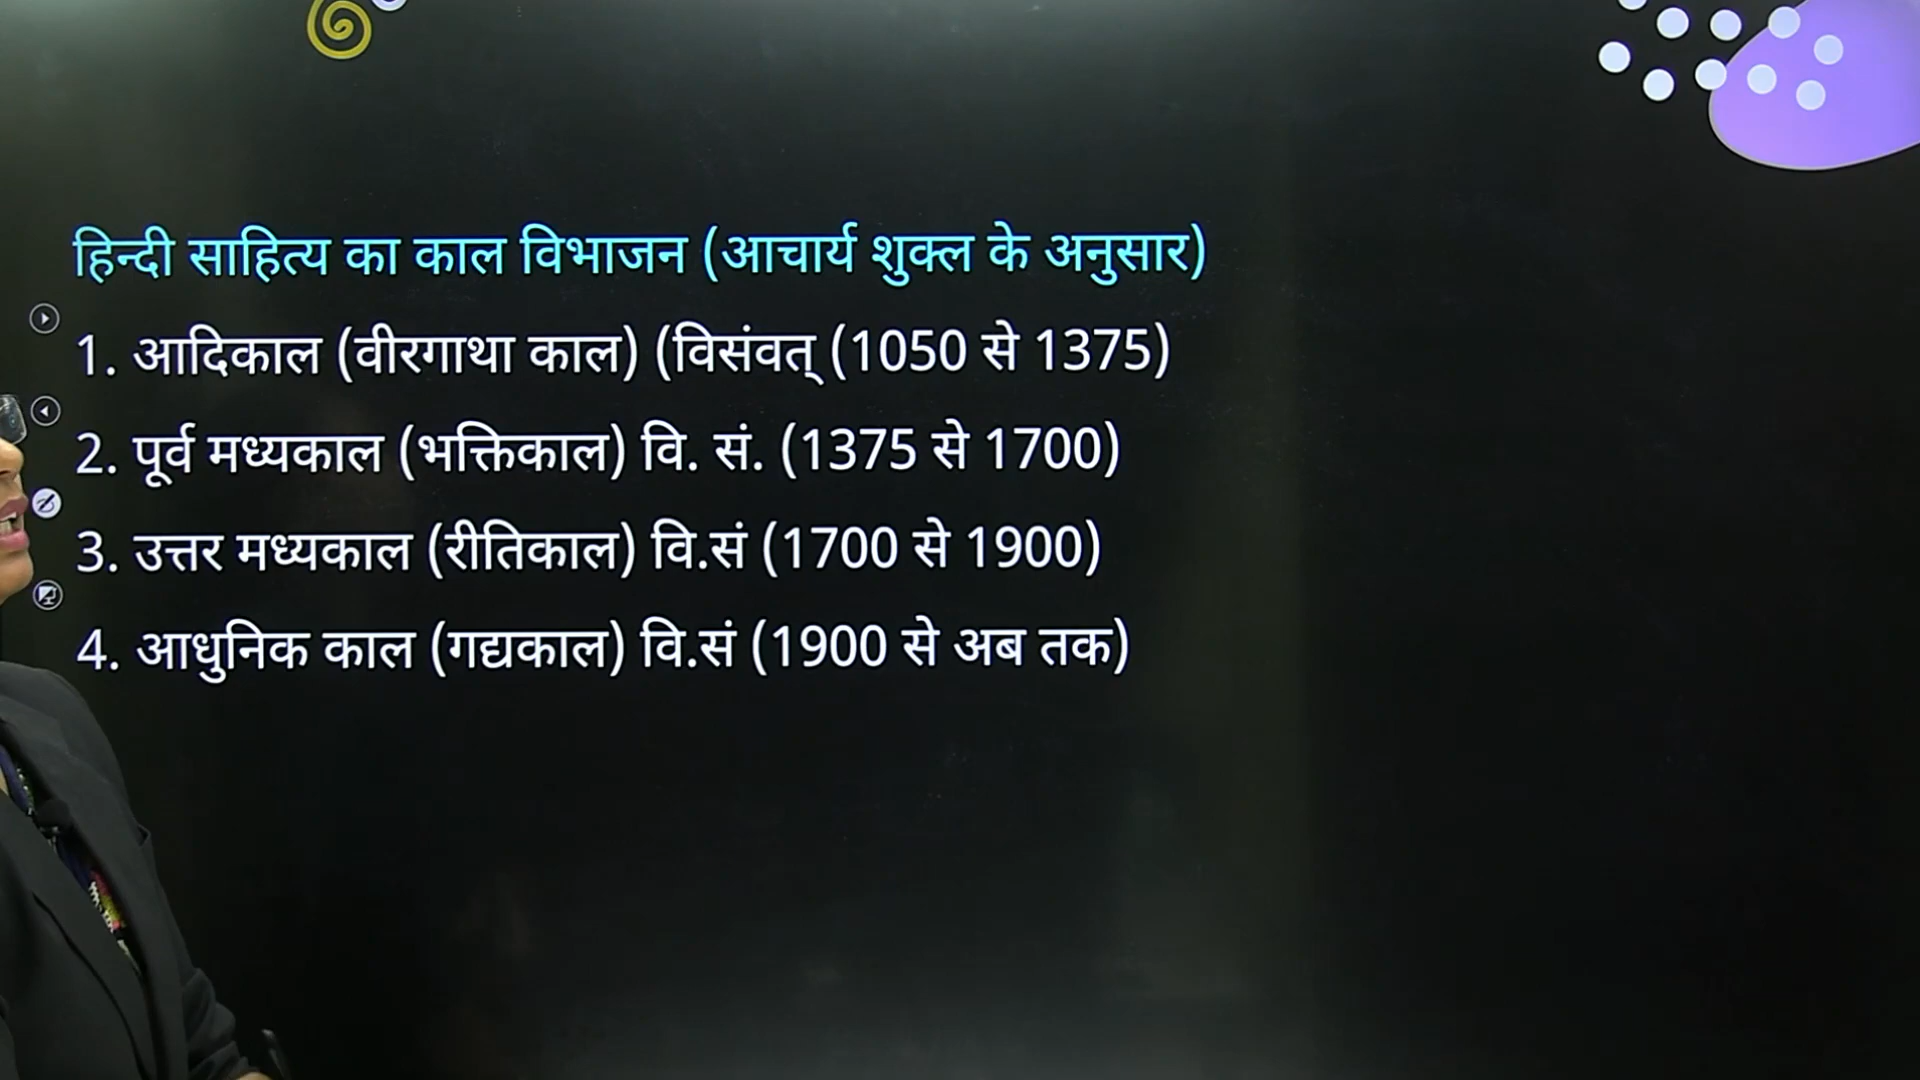 हिन्दी साहित्य का काल विभाजन (आचार्य शुक्ल के अनुसार)
1. आदिकाल (वीरगाथा काल) (विसंवत् (1050 से 1375)
2. पूर्व मध्यकाल (भक्तिकाल) वि. सं. (1375 से 1700)
3. उत्तर मध्यकाल (रीतिकाल) वि.सं (1700 से 1900)
4. आधुनिक काल (गद्यकाल) वि.सं (1900 से अब तक)